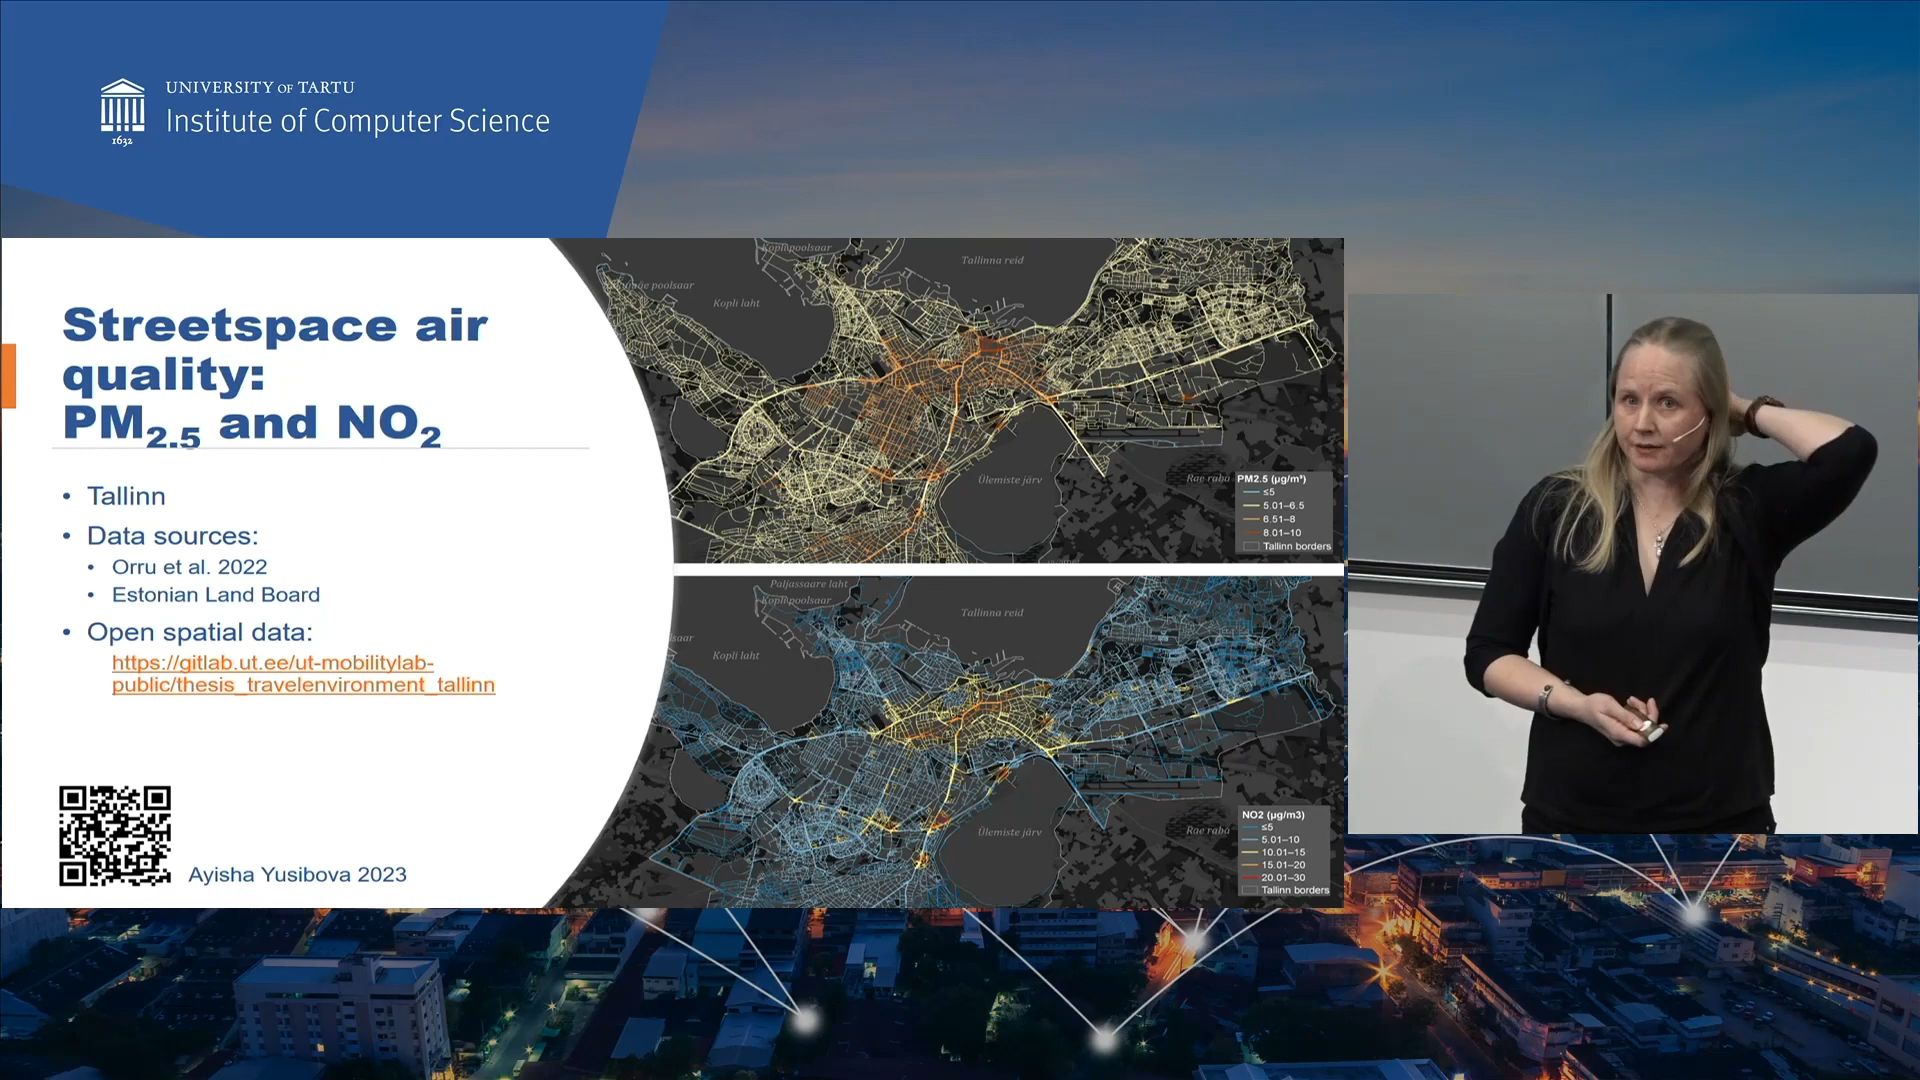 UNIVERSITY OF TARTU
Institute of Computer Science
1632
Streetspace air
quality:
PM2.5 and NO2
• Tallinn
• Data sources:
• Orru et al. 2022
• Estonian Land Board
• Open spatial data:
https://gitlab.ut.ee/ut-mobilitylab-
public/thesis_travelenvironment_tallinn
Ayisha Yusibova 2023
Kopli poolsaar
Tallinna reid
poolsaar
Kopli laht
Ülemiste järv
Rae raba
PM2.5 (µg/m³)
≤5
5.01–6.5
6.51–8
8.01–10
Tallinn borders
Paljassaare laht
Kopli poolsaar
Tallinna reid
saar
Kopli laht
Ülemiste järv
Rae raba
NO2 (µg/m3)
≤5
5.01–10
10.01–15
15.01–20
20.01–30
Tallinn borders